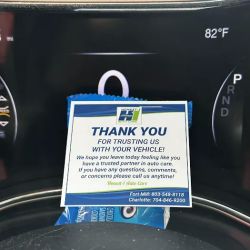 82°F
P
R
N
D
THANK YOU
FOR TRUSTING US
WITH YOUR VEHICLE!
We hope you leave today feeling like you
have a trusted partner in auto care.
If you have any questions, comments,
or concerns please call us anytime!
Fort Mill: 803-548-8118
Charlotte: 704-846-9200